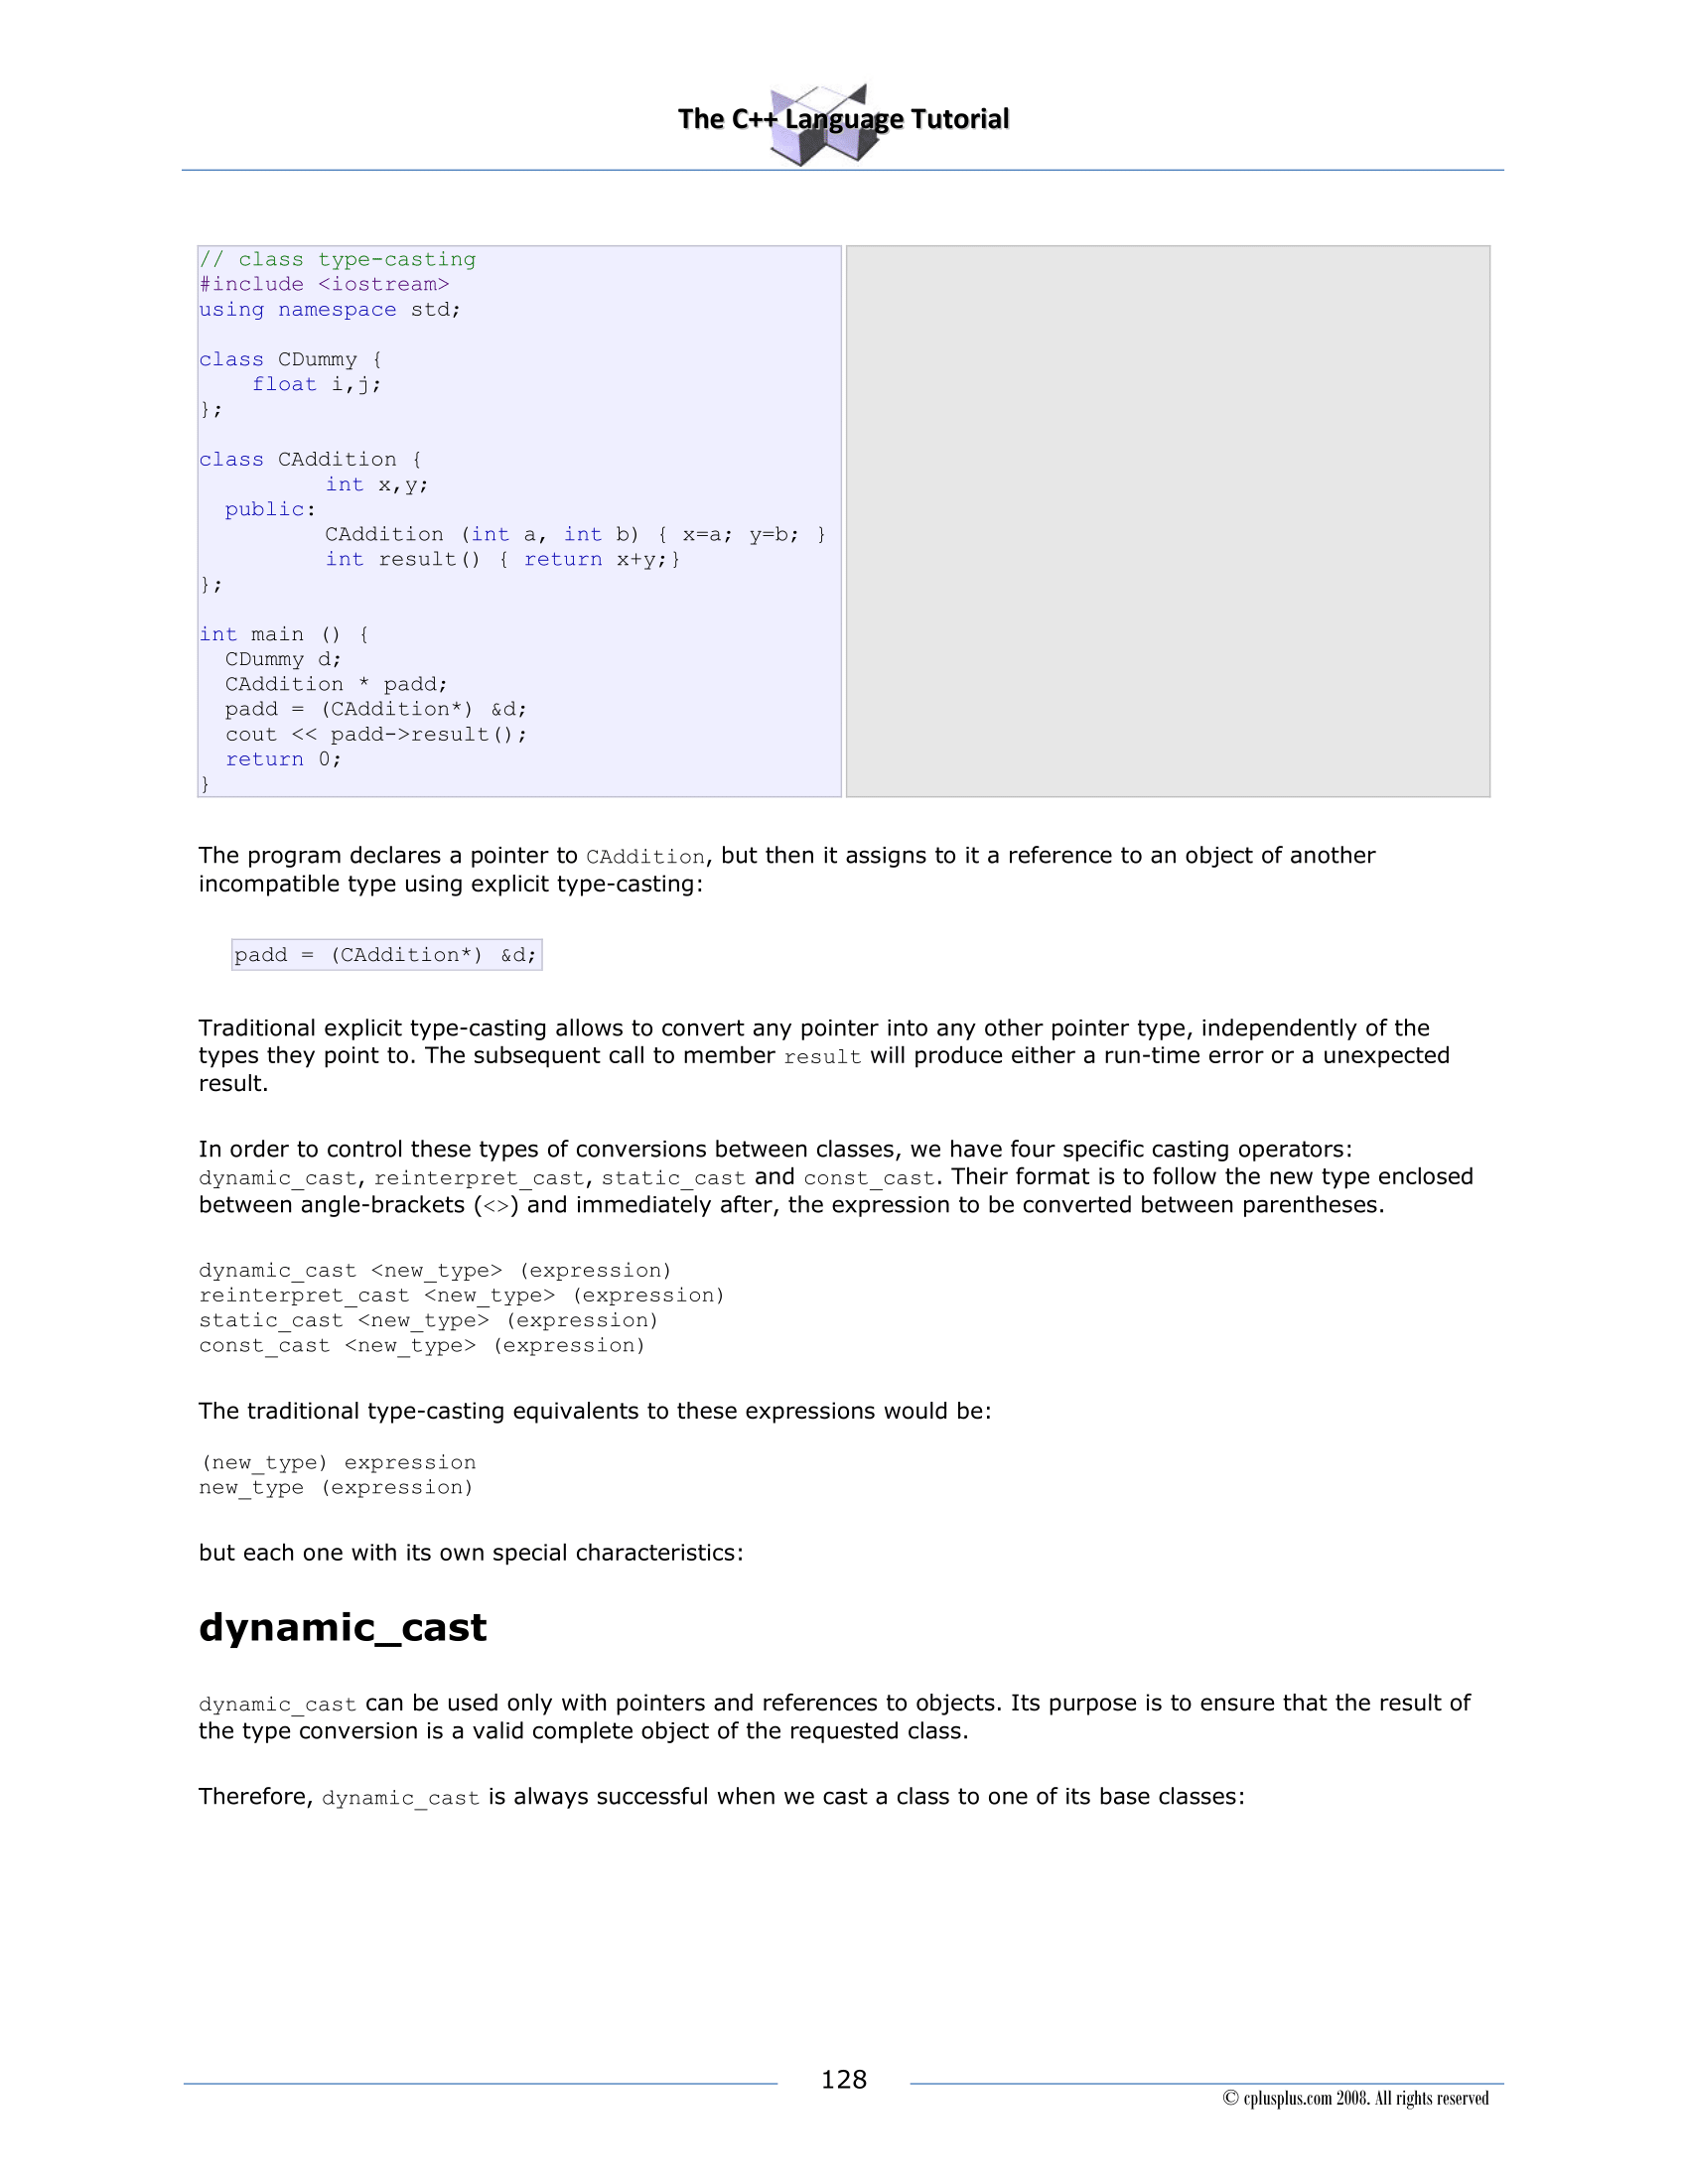 The C++ Language Tutorial
// class type-casting
#include <iostream>
using namespace std;
class CDummy {
    float i,j;
};
class CAddition {
        int x,y;
  public:
        CAddition (int a, int b) { x=a; y=b; }
        int result() { return x+y;}
};
int main () {
  CDummy d;
  CAddition * padd;
  padd = (CAddition*) &d;
  cout << padd->result();
  return 0;
}
The program declares a pointer to CAddition, but then it assigns to it a reference to an object of another
incompatible type using explicit type-casting:
padd = (CAddition*) &d;
Traditional explicit type-casting allows to convert any pointer into any other pointer type, independently of the
types they point to. The subsequent call to member result will produce either a run-time error or a unexpected
result.
In order to control these types of conversions between classes, we have four specific casting operators:
dynamic_cast, reinterpret_cast, static_cast and const_cast. Their format is to follow the new type enclosed
between angle-brackets (<>) and immediately after, the expression to be converted between parentheses.
dynamic_cast <new_type> (expression)
reinterpret_cast <new_type> (expression)
static_cast <new_type> (expression)
const_cast <new_type> (expression)
The traditional type-casting equivalents to these expressions would be:
(new_type) expression
new_type (expression)
but each one with its own special characteristics:
dynamic_cast
dynamic_cast can be used only with pointers and references to objects. Its purpose is to ensure that the result of
the type conversion is a valid complete object of the requested class.
Therefore, dynamic_cast is always successful when we cast a class to one of its base classes:
128
© cplusplus.com 2008. All rights reserved